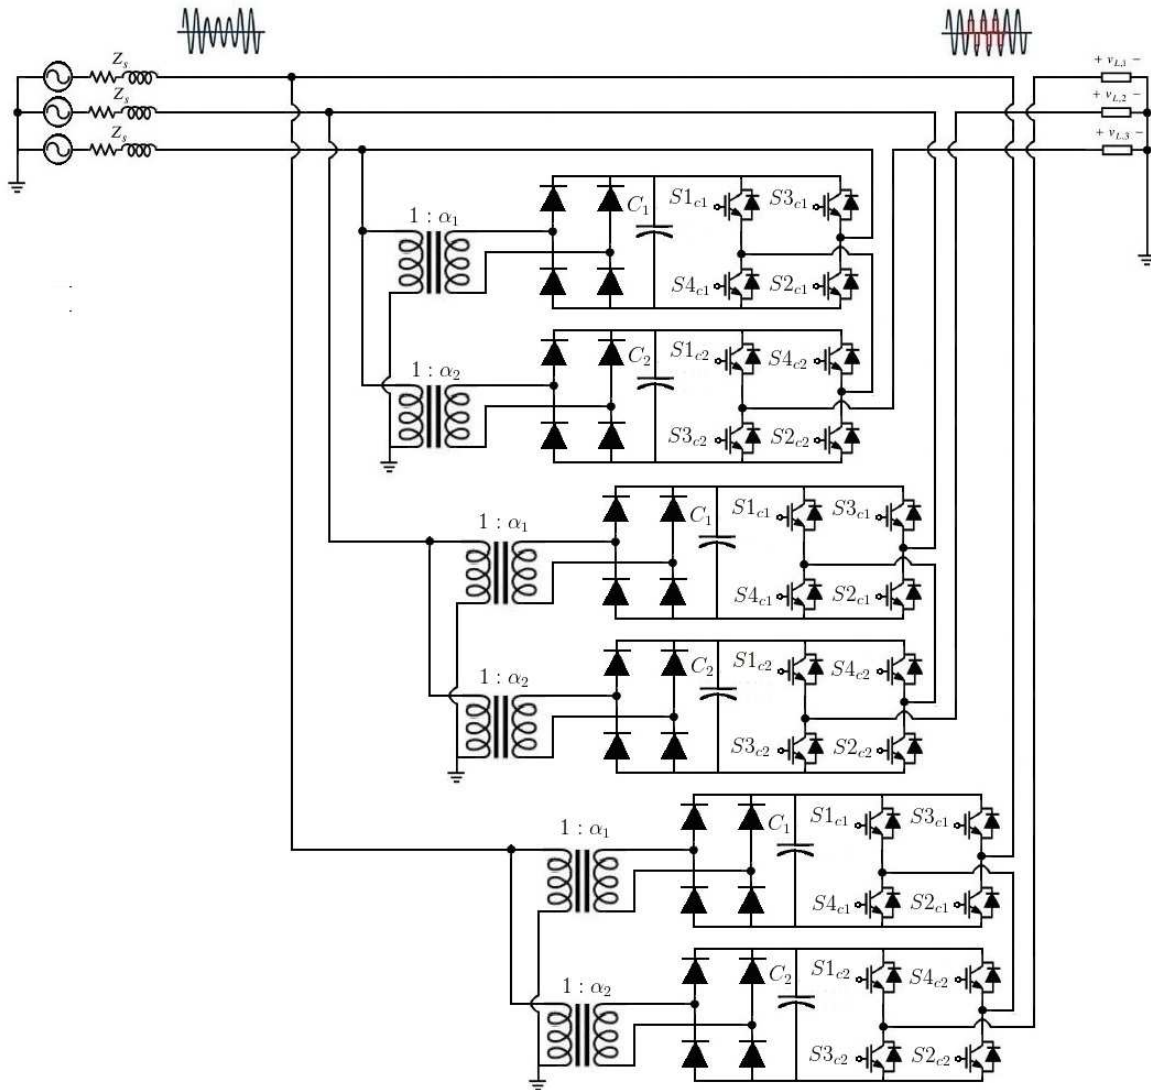 Z_s
+ v_{L,1} −
Z_s
+ v_{L,2} −
Z_s
+ v_{L,3} −
1 : α_1
C_1
S1_{c1}
S3_{c1}
S4_{c1}
S2_{c1}
1 : α_2
C_2
S1_{c2}
S4_{c2}
S3_{c2}
S2_{c2}
1 : α_1
C_1
S1_{c1}
S3_{c1}
S4_{c1}
S2_{c1}
1 : α_2
C_2
S1_{c2}
S4_{c2}
S3_{c2}
S2_{c2}
1 : α_1
C_1
S1_{c1}
S3_{c1}
S4_{c1}
S2_{c1}
1 : α_2
C_2
S1_{c2}
S4_{c2}
S3_{c2}
S2_{c2}